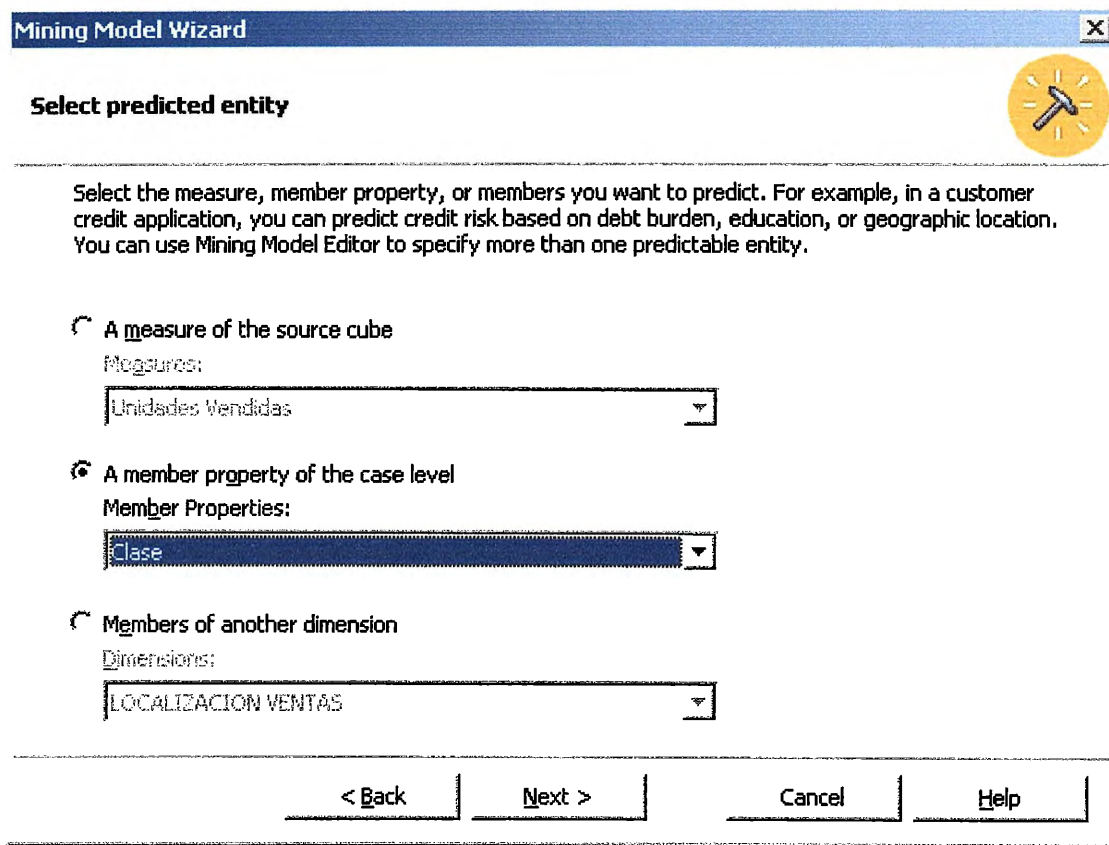 Mining Model Wizard
Select predicted entity
Select the measure, member property, or members you want to predict. For example, in a customer
credit application, you can predict credit risk based on debt burden, education, or geographic location.
You can use Mining Model Editor to specify more than one predictable entity.
A measure of the source cube
Measures:
Unidades Vendidas
A member property of the case level
Member Properties:
Clase
Members of another dimension
Dimensions:
LOCALIZACION VENTAS
< Back
Next >
Cancel
Help